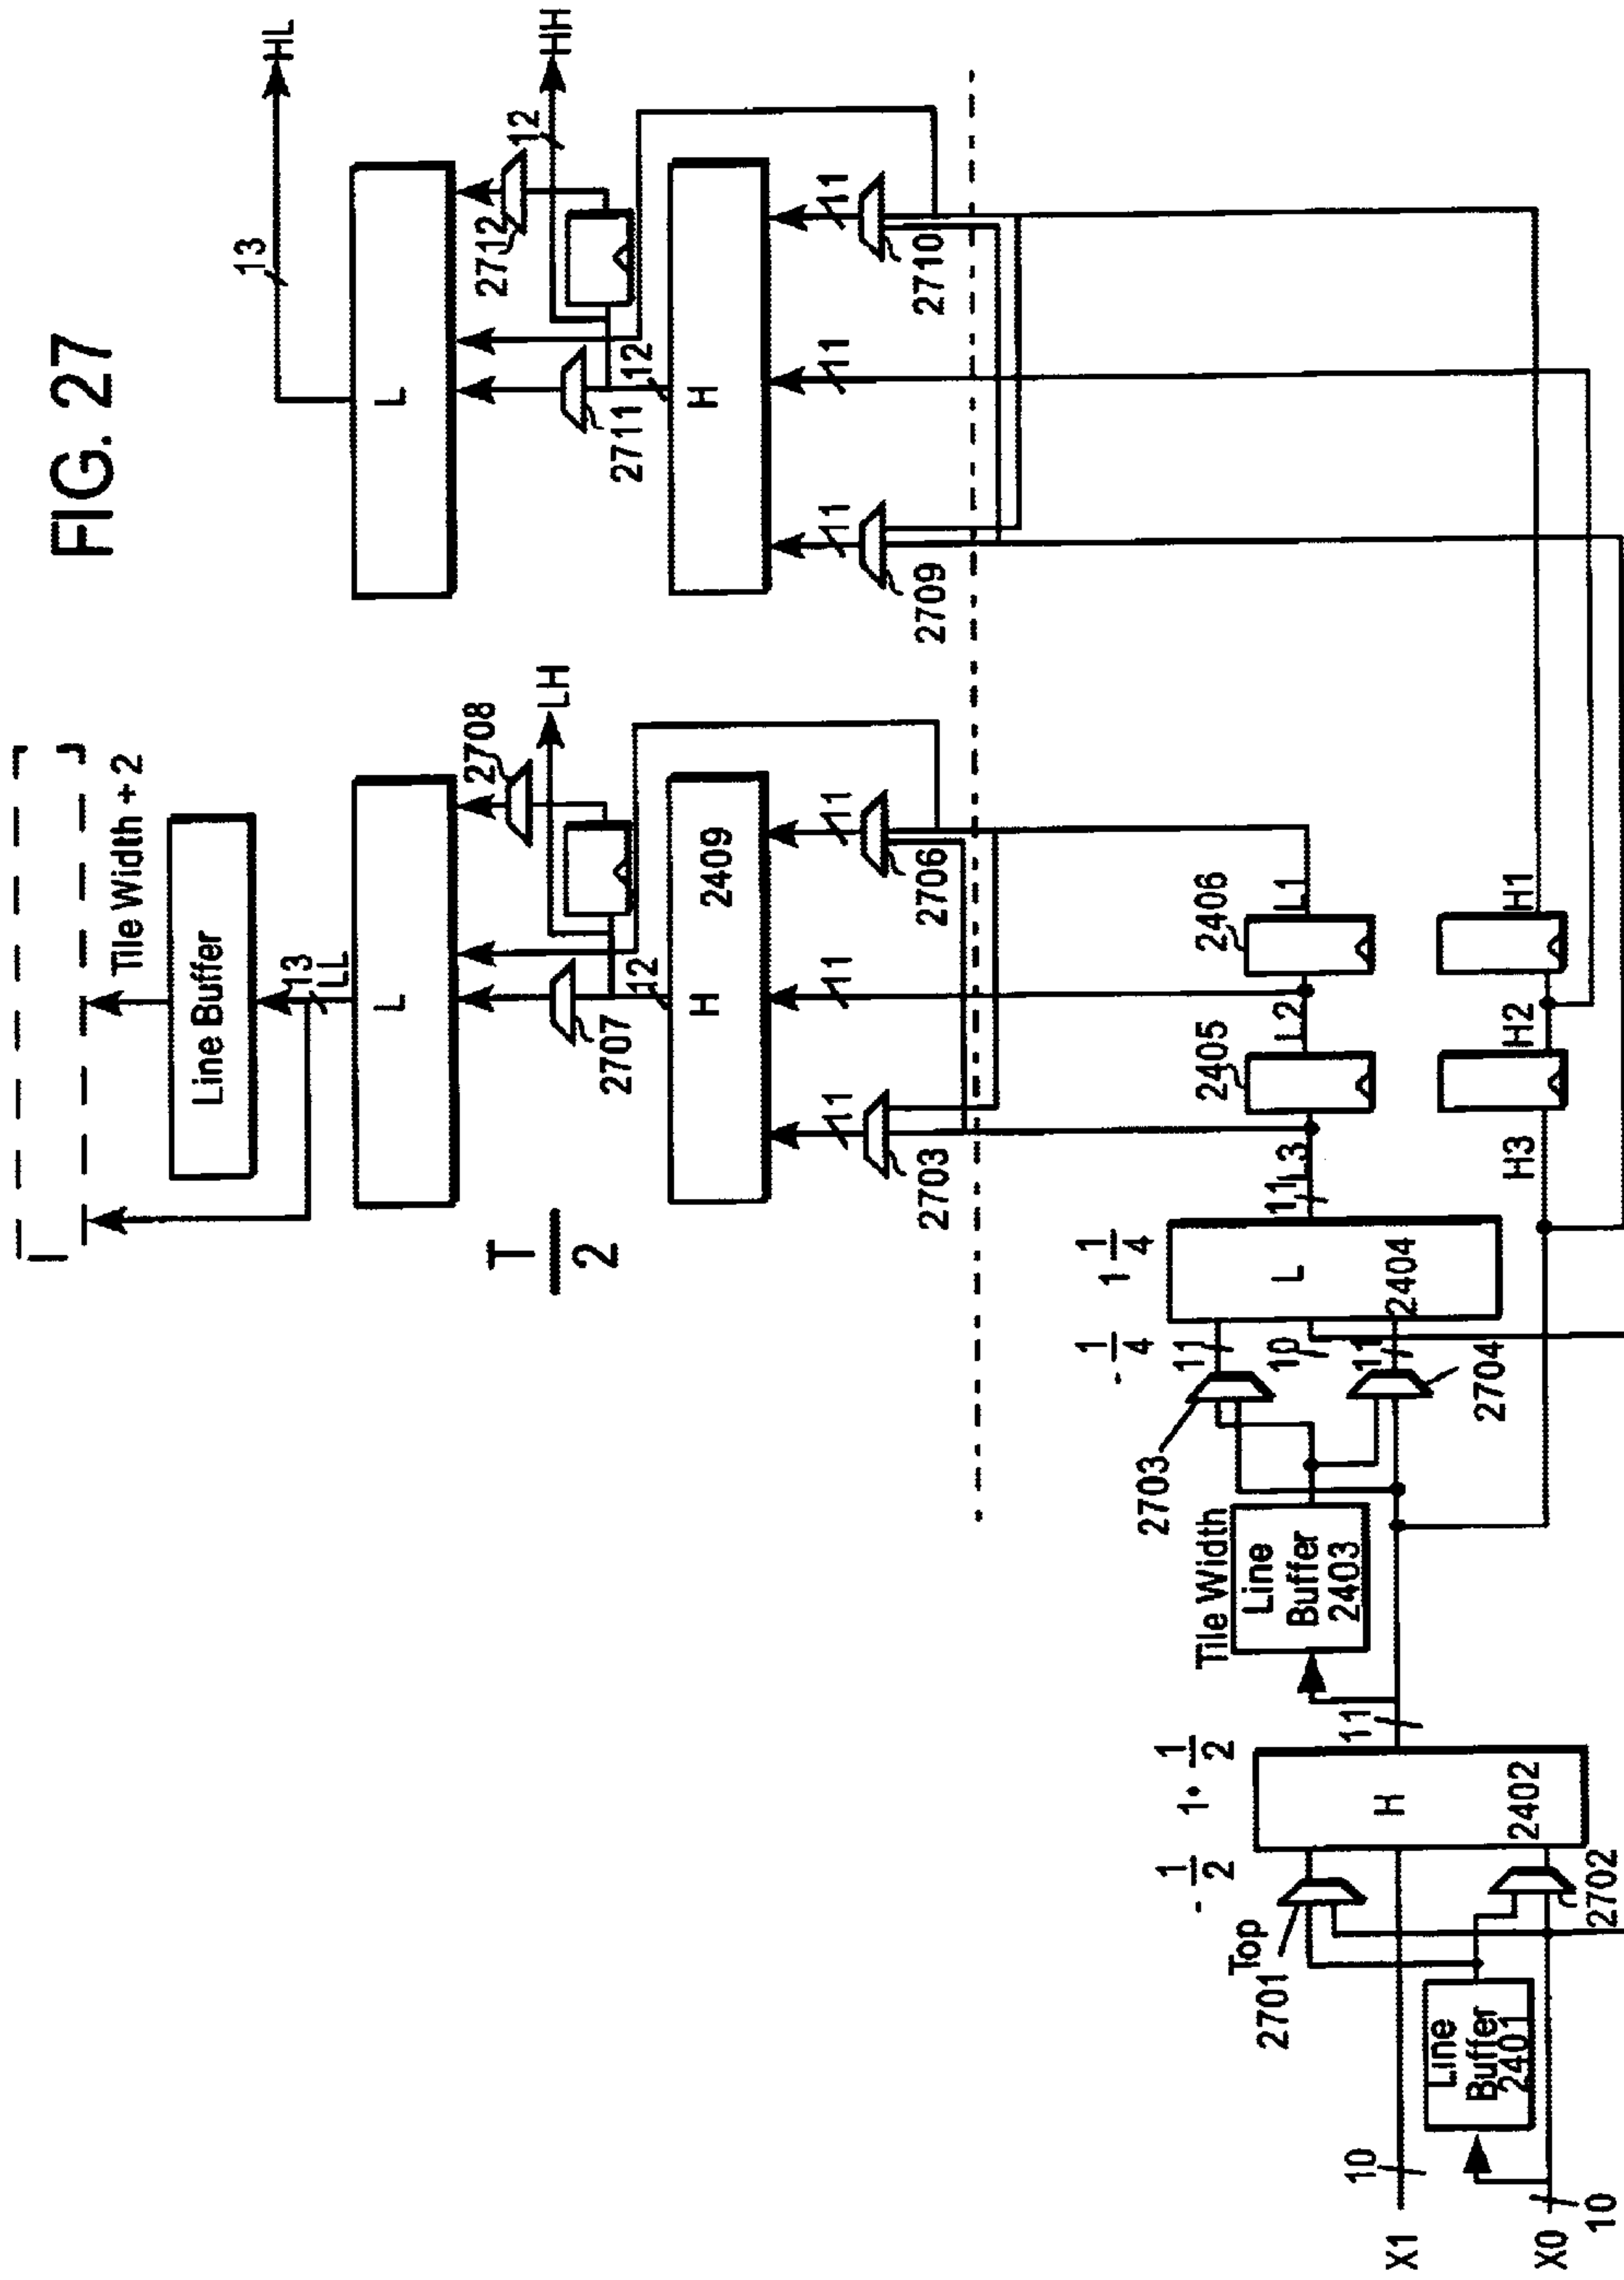 FIG. 27
Tile Width + 2
Line Buffer
13
LL
L
2708
LH
2707
12
H
2409
11
11
11
2703
2706
T
2
HL
13
L
2712
12
HH
2711
12
H
11
11
11
2709
2710
- 1/4
1 1/4
11
10
11
L
2404
11
L3
2405
L2
2406
L1
H3
H2
H1
2703
2704
Tile Width
Line
Buffer
2403
11
- 1/2
1• 1/2
H
2402
Top
2701
2702
Line
Buffer
2401
10
X1
X0
10